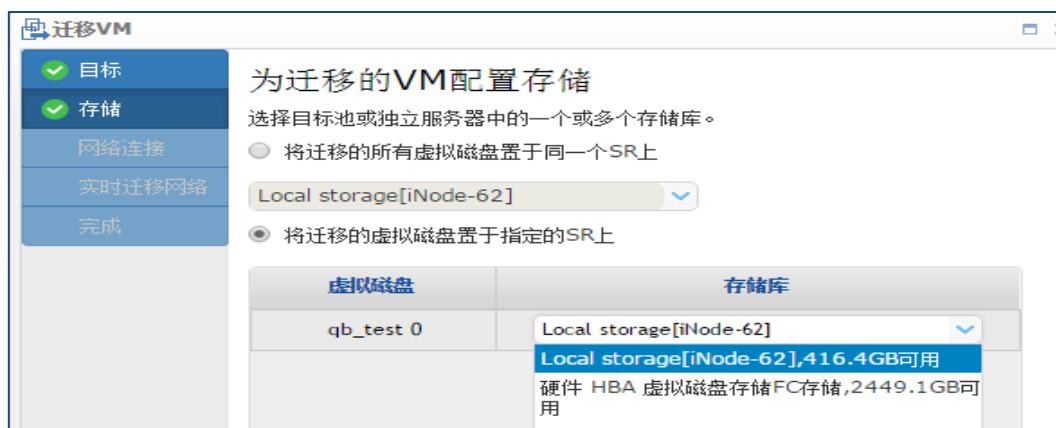 迁移VM
目标
存储
网络连接
实时迁移网络
完成
为迁移的VM配置存储
选择目标池或独立服务器中的一个或多个存储库。
将迁移的所有虚拟磁盘置于同一个SR上
Local storage[iNode-62]
将迁移的虚拟磁盘置于指定的SR上
虚拟磁盘 存储库
qb_test 0 Local storage[iNode-62]
Local storage[iNode-62],416.4GB可用
硬件 HBA 虚拟磁盘存储FC存储,2449.1GB可
用